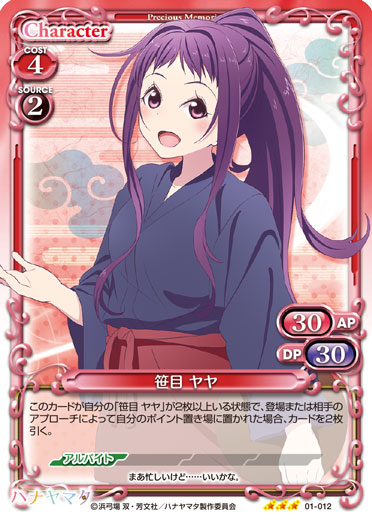 Precious Memories
Character
COST
4
SOURCE
2
30 AP
DP 30
笹目 ヤヤ
このカードが自分の「笹目 ヤヤ」が2枚以上いる状態で、登場または相手の
アプローチによって自分のポイント置き場に置かれた場合、カードを2枚
引く。
アルバイト
まあ忙しいけど……いいかな。
ハナヤマタ
©浜弓場 双・芳文社／ハナヤマタ製作委員会
★★★ 01-012